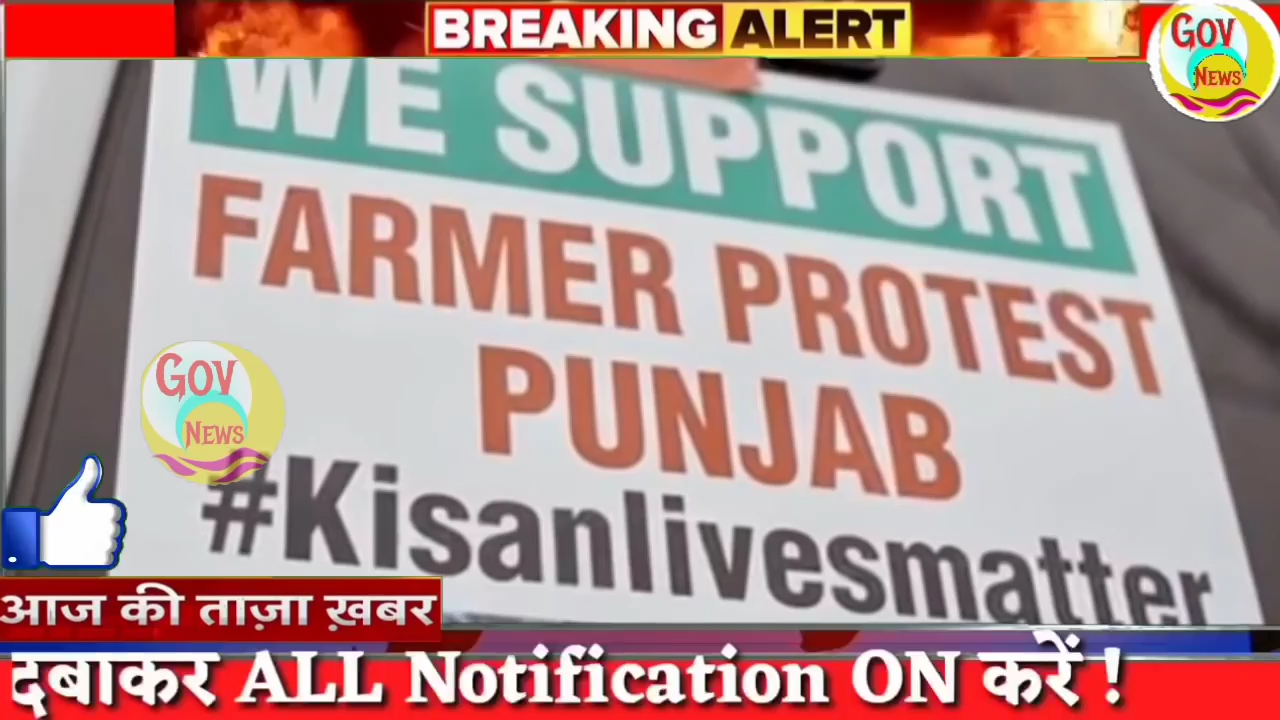 BREAKING ALERT
GOV
NEWS
WE SUPPORT
FARMER PROTEST
PUNJAB
#Kisanlivesmatter
GOV
NEWS
आज की ताज़ा ख़बर
दबाकर ALL Notification ON करें !